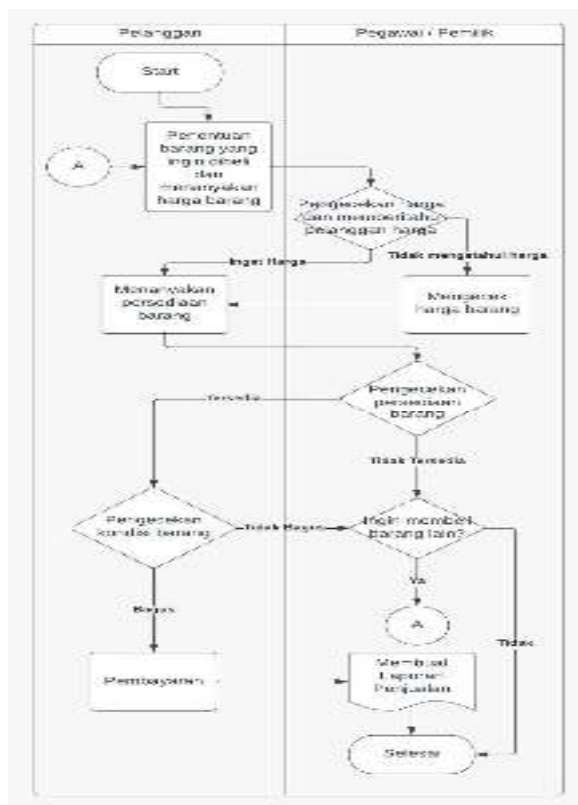 Pelanggan
Pegawai / Pemilik
Start
A
Penentuan
barang yang
ingin dibeli
dan
menanyakan
harga barang
Pengecekan harga
dan memberitahu
pelanggan harga
Ingat Harga
Tidak mengetahui harga
Menanyakan
persediaan
barang
Mengecek
harga barang
Pengecekan
persediaan
barang
Tersedia
Tidak Tersedia
Pengecekan
kondisi barang
Tidak Bagus
Ingin membeli
barang lain?
Ya
Bagus
A
Tidak
Pembayaran
Membuat
Laporan
Penjualan
Selesai